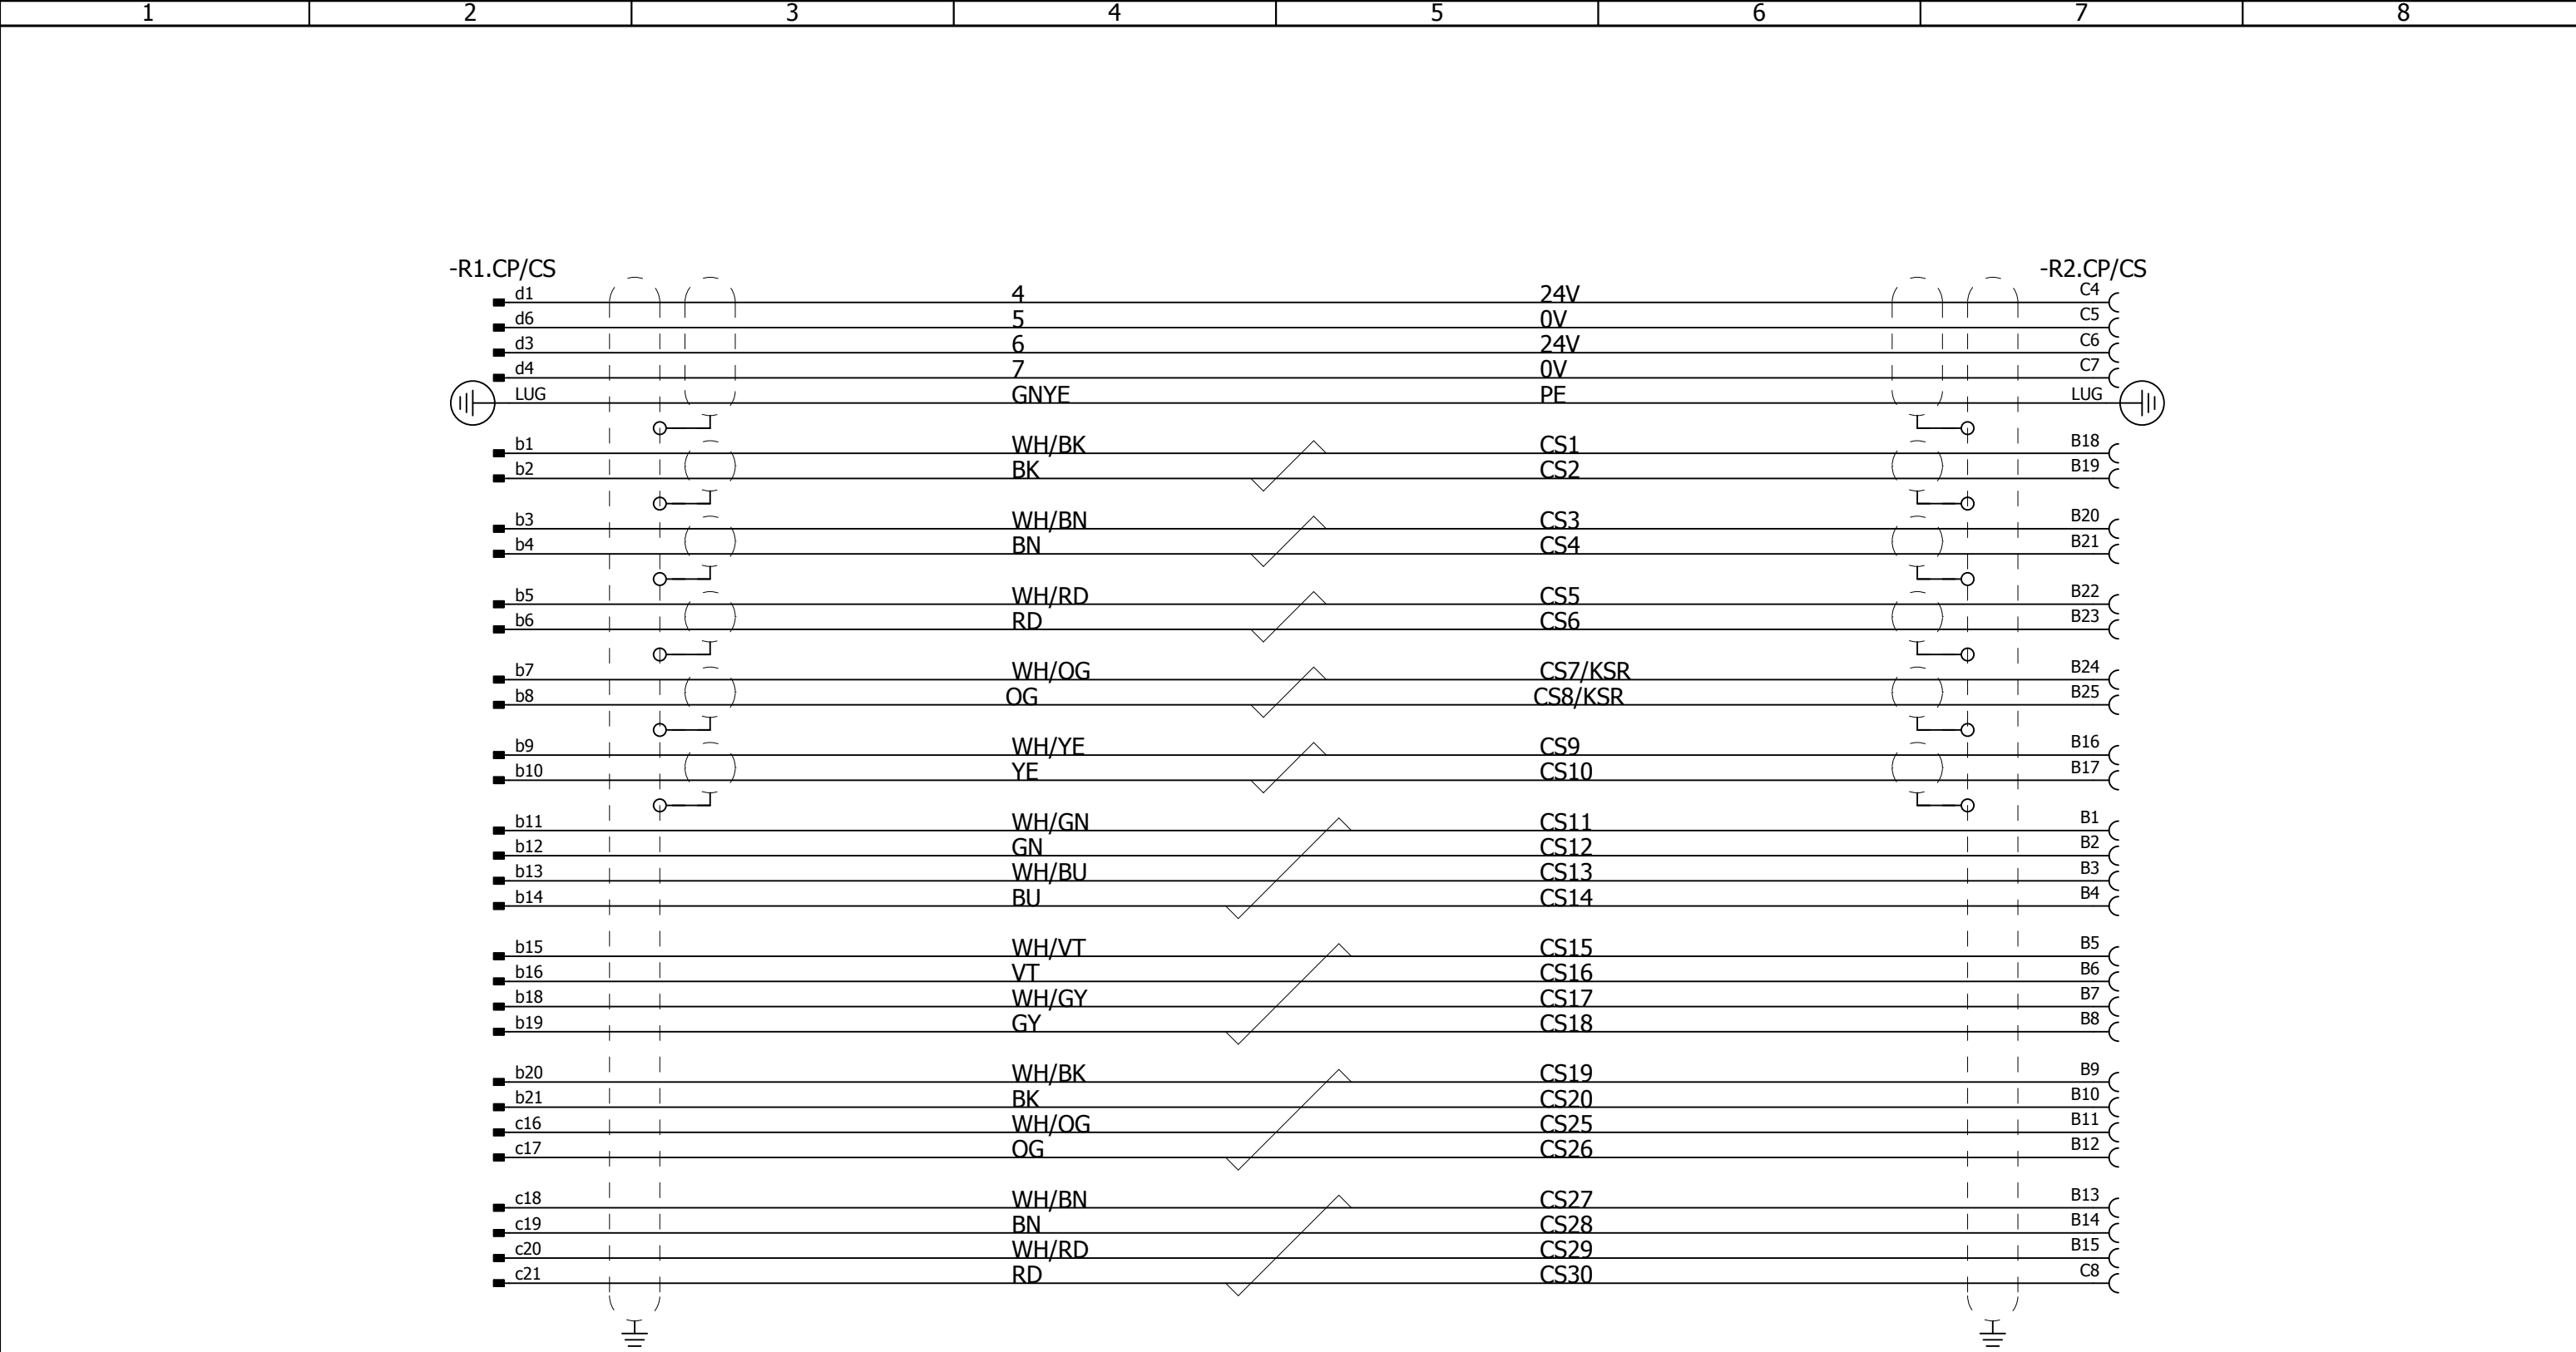 1 2 3 4 5 6 7 8
-R1.CP/CS -R2.CP/CS
d1 4 24V C4
d6 5 0V C5
d3 6 24V C6
d4 7 0V C7
LUG GNYE PE LUG
b1 WH/BK CS1 B18
b2 BK CS2 B19
b3 WH/BN CS3 B20
b4 BN CS4 B21
b5 WH/RD CS5 B22
b6 RD CS6 B23
b7 WH/OG CS7/KSR B24
b8 OG CS8/KSR B25
b9 WH/YE CS9 B16
b10 YE CS10 B17
b11 WH/GN CS11 B1
b12 GN CS12 B2
b13 WH/BU CS13 B3
b14 BU CS14 B4
b15 WH/VT CS15 B5
b16 VT CS16 B6
b18 WH/GY CS17 B7
b19 GY CS18 B8
b20 WH/BK CS19 B9
b21 BK CS20 B10
c16 WH/OG CS25 B11
c17 OG CS26 B12
c18 WH/BN CS27 B13
c19 BN CS28 B14
c20 WH/RD CS29 B15
c21 RD CS30 C8